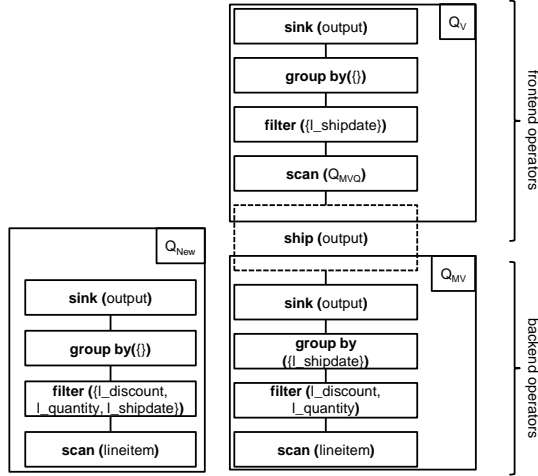 Q_V
sink (output)
group by({})
filter ({l_shipdate})
scan (Q_MVQ)
frontend operators
ship (output)
Q_New
sink (output)
group by({})
filter ({l_discount,
l_quantity, l_shipdate})
scan (lineitem)
Q_MV
sink (output)
group by
({l_shipdate})
filter (l_discount,
l_quantity)
scan (lineitem)
backend operators